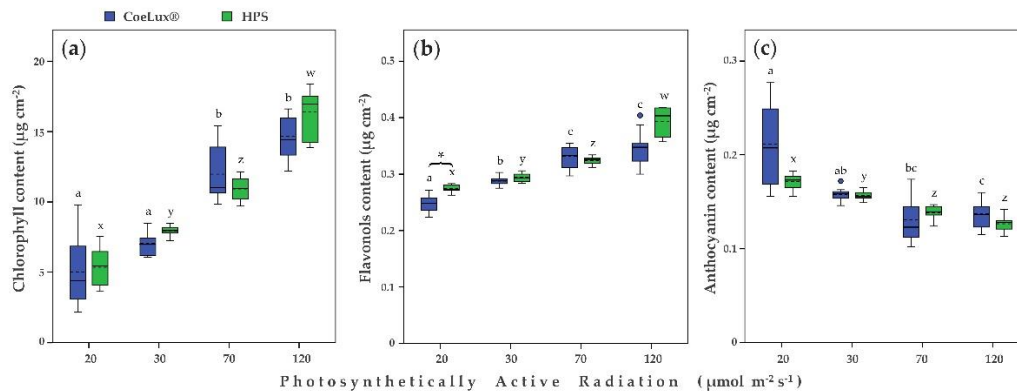 CoeLux® HPS
(a)
Chlorophyll content (µg cm⁻²)
20
15
10
5
0
a x a y b z b w
20 30 70 120
(b)
Flavonols content (µg cm⁻²)
0.5
0.4
0.3
0.2
0.1
0
*
a x b y c z c w
20 30 70 120
(c)
Anthocyanin content (µg cm⁻²)
0.3
0.2
0.1
0
a x ab y bc z c z
20 30 70 120
Photosynthetically Active Radiation (µmol m⁻² s⁻¹)